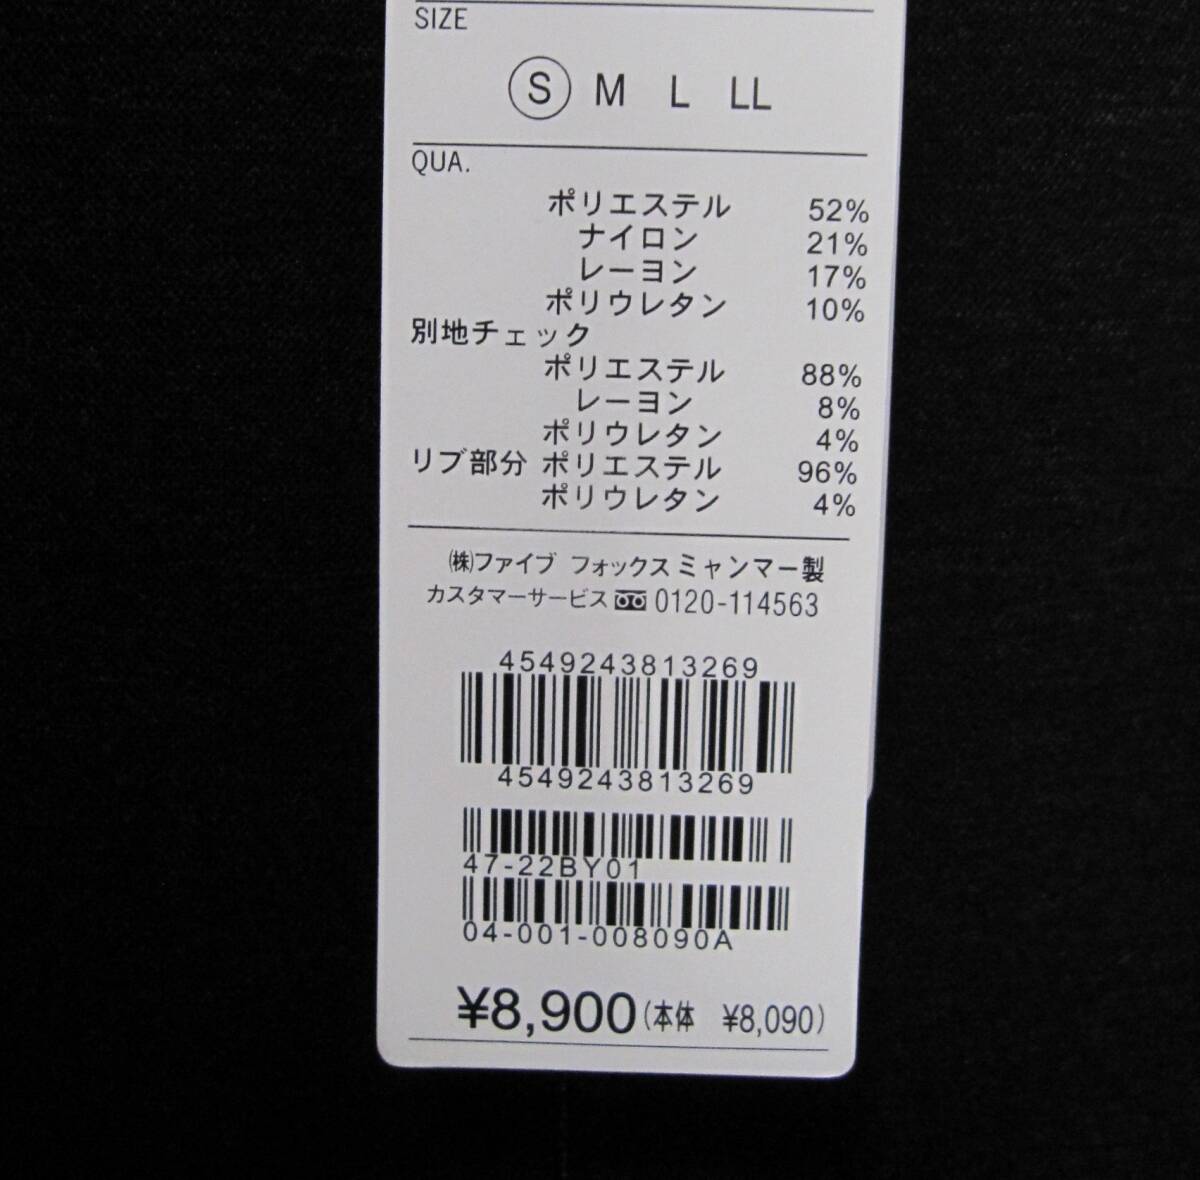 SIZE
S M L LL
QUA.
ポリエステル 52%
ナイロン 21%
レーヨン 17%
ポリウレタン 10%
別地チェック
ポリエステル 88%
レーヨン 8%
ポリウレタン 4%
リブ部分 ポリエステル 96%
ポリウレタン 4%
㈱ファイブ フォックス ミャンマー製
カスタマーサービス 0120-114563
4549243813269
4549243813269
47-22BY01
04-001-008090A
¥8,900(本体 ¥8,090)